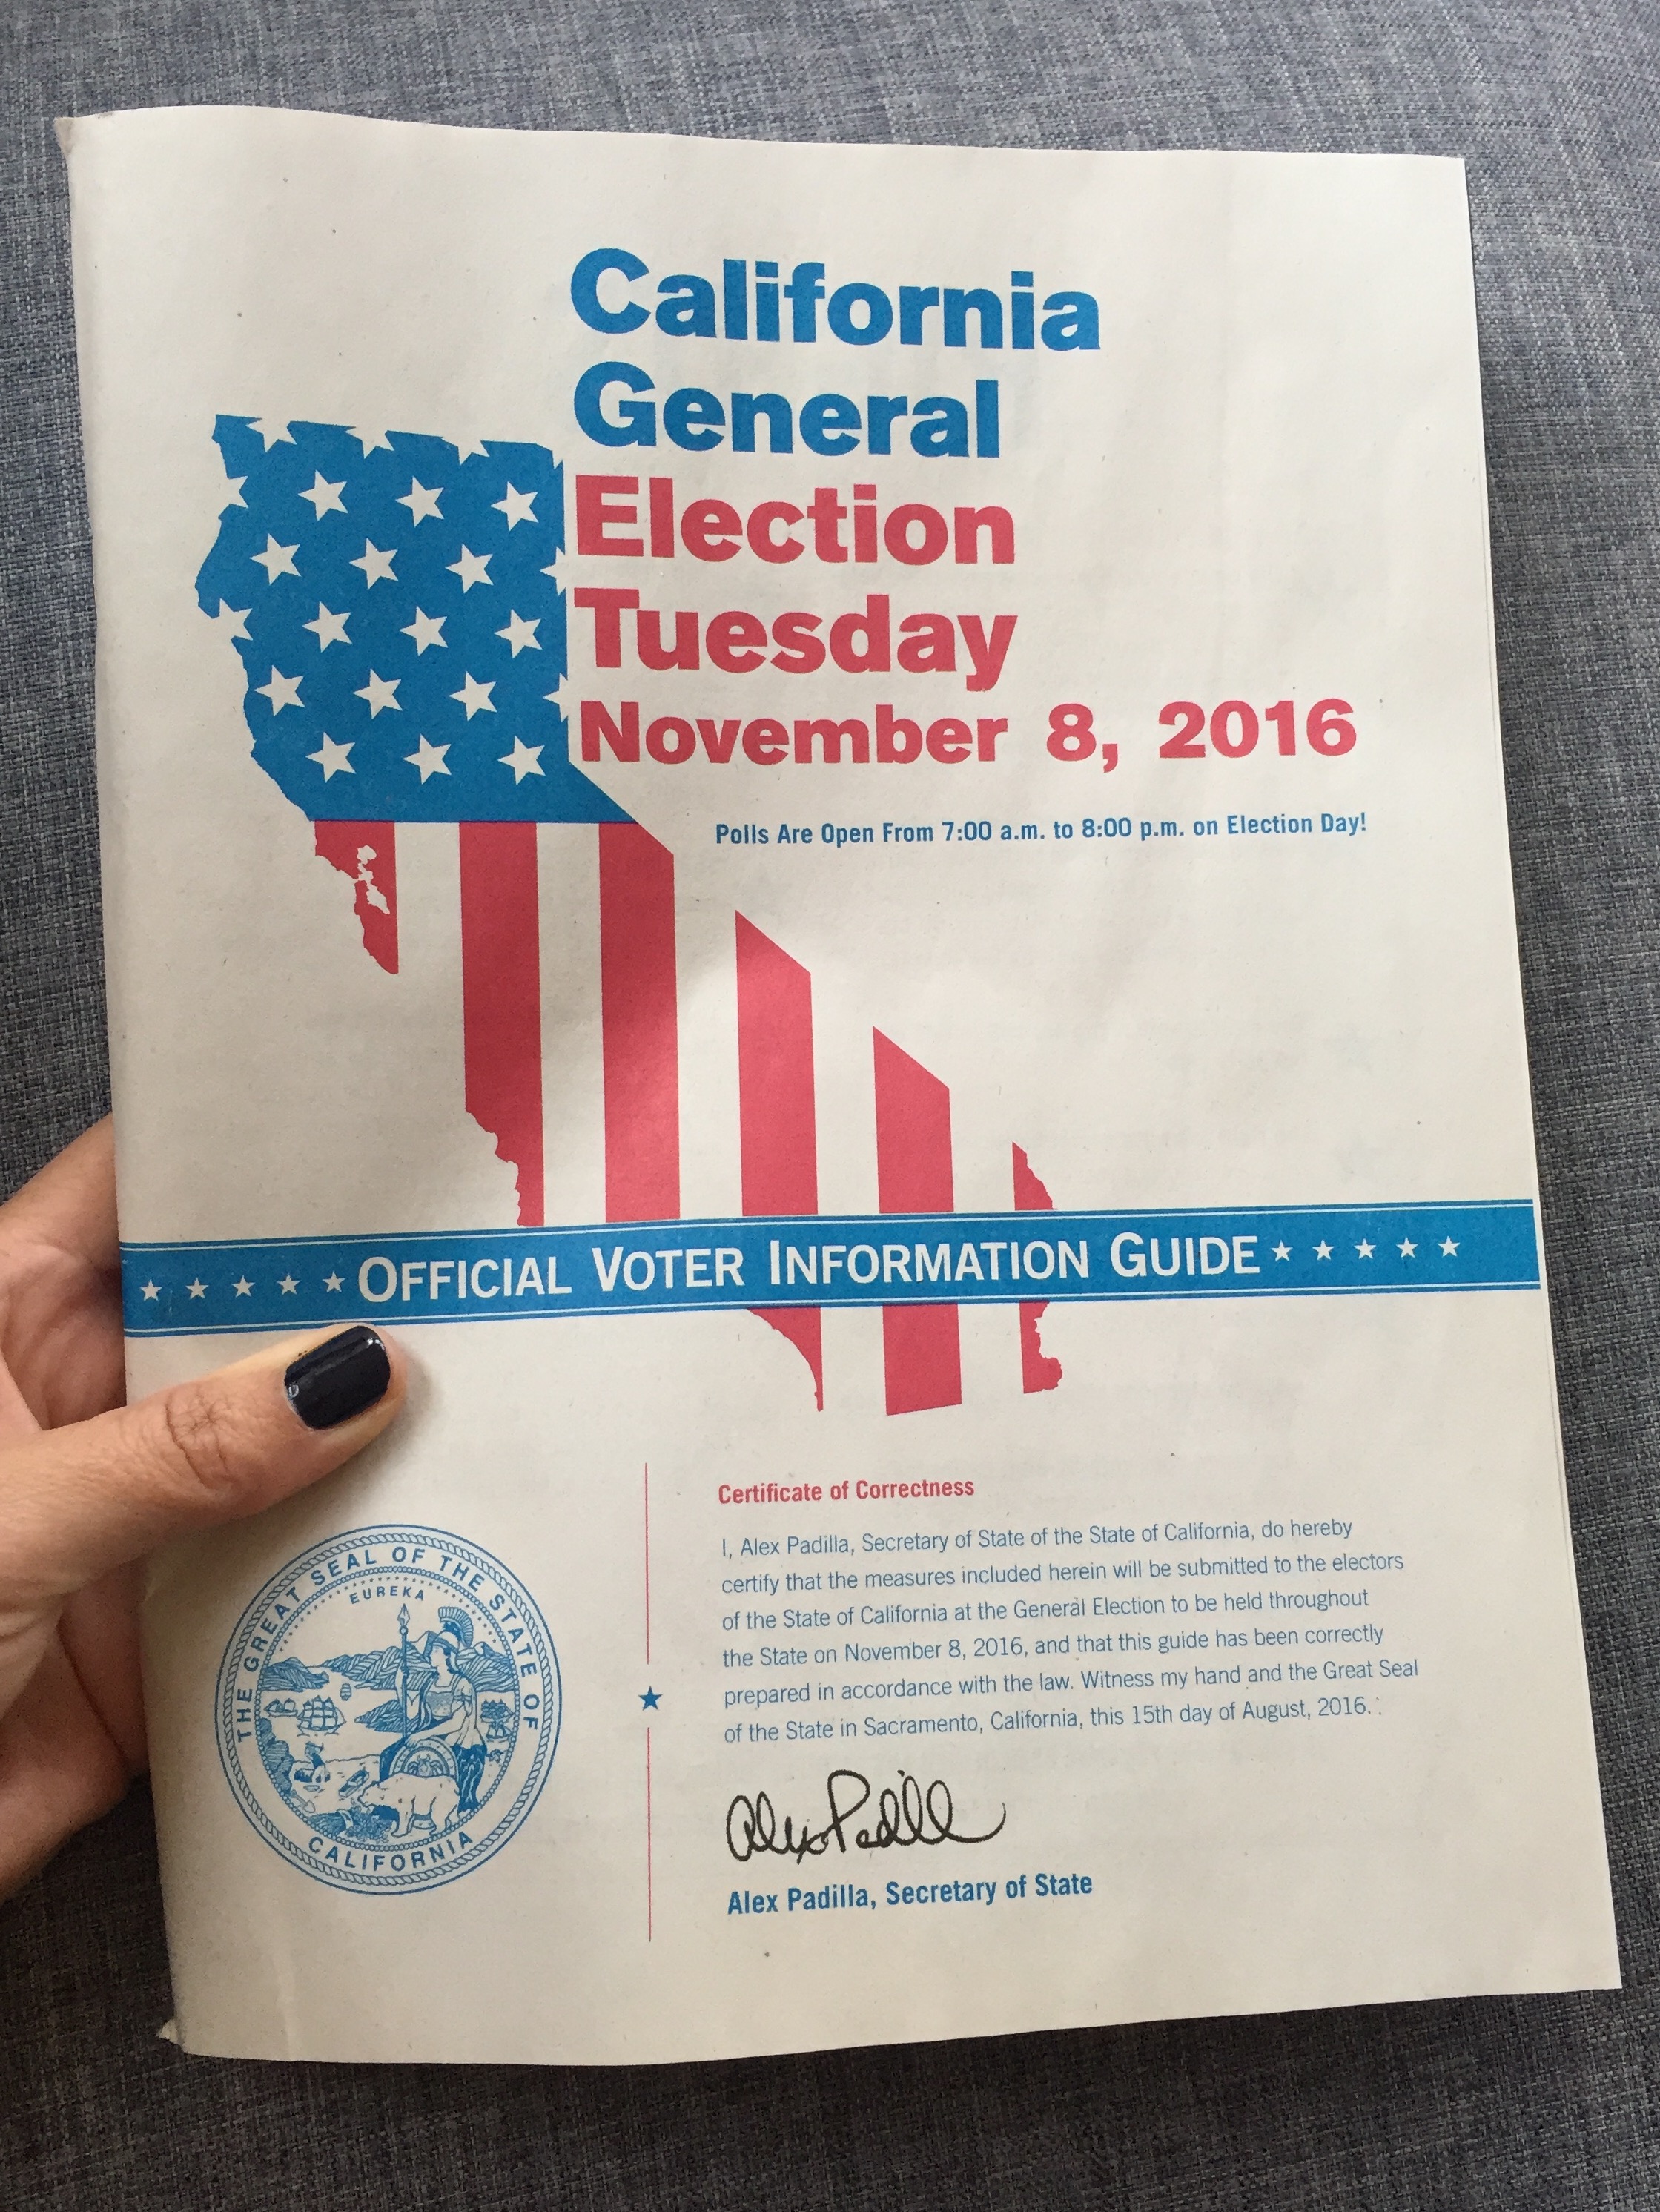 California
General
Election
Tuesday
November 8, 2016
Polls Are Open From 7:00 a.m. to 8:00 p.m. on Election Day!
OFFICIAL VOTER INFORMATION GUIDE
THE GREAT SEAL OF THE STATE OF CALIFORNIA
EUREKA
Certificate of Correctness
I, Alex Padilla, Secretary of State of the State of California, do hereby
certify that the measures included herein will be submitted to the electors
of the State of California at the General Election to be held throughout
the State on November 8, 2016, and that this guide has been correctly
prepared in accordance with the law. Witness my hand and the Great Seal
of the State in Sacramento, California, this 15th day of August, 2016.
Alex Padilla
Alex Padilla, Secretary of State